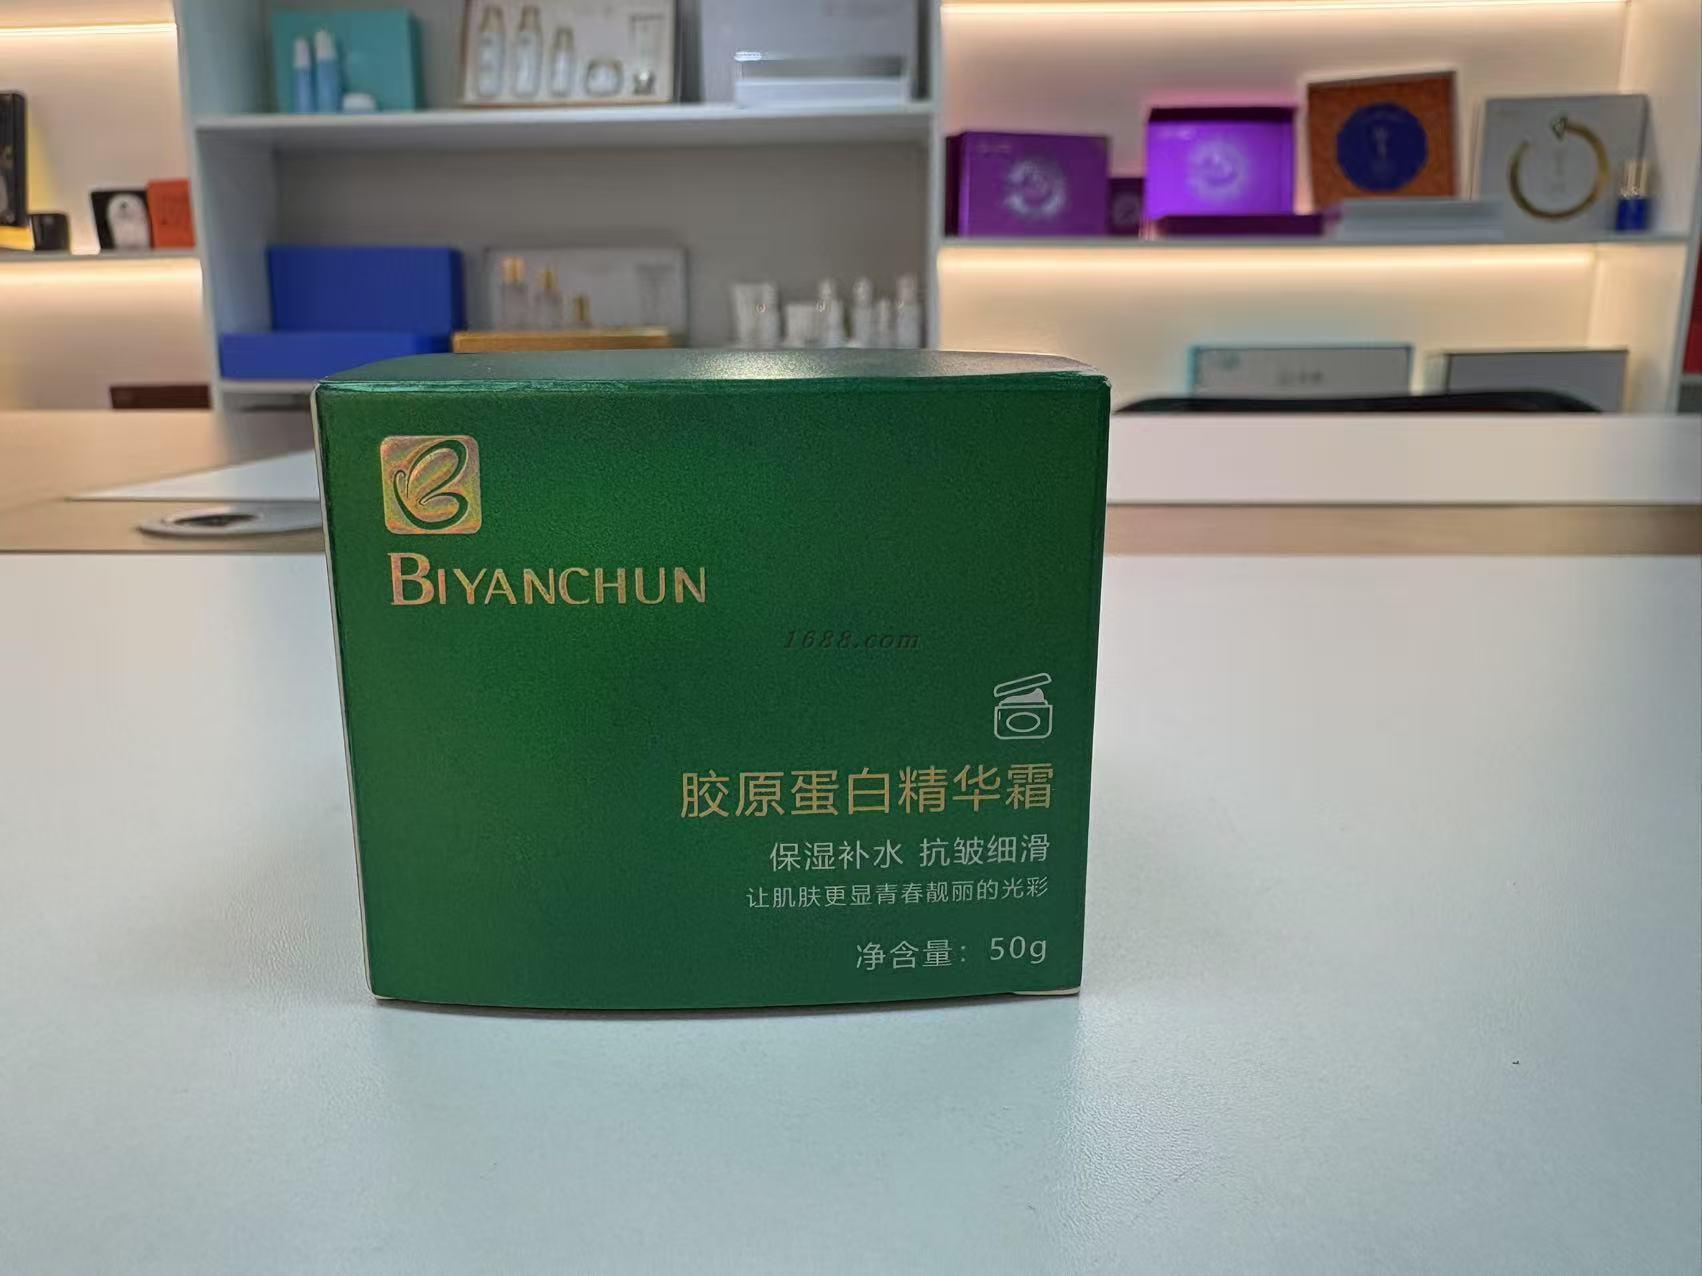 BIYANCHUN
1688.com
胶原蛋白精华霜
保湿补水 抗皱细滑
让肌肤更显青春靓丽的光彩
净含量：50g